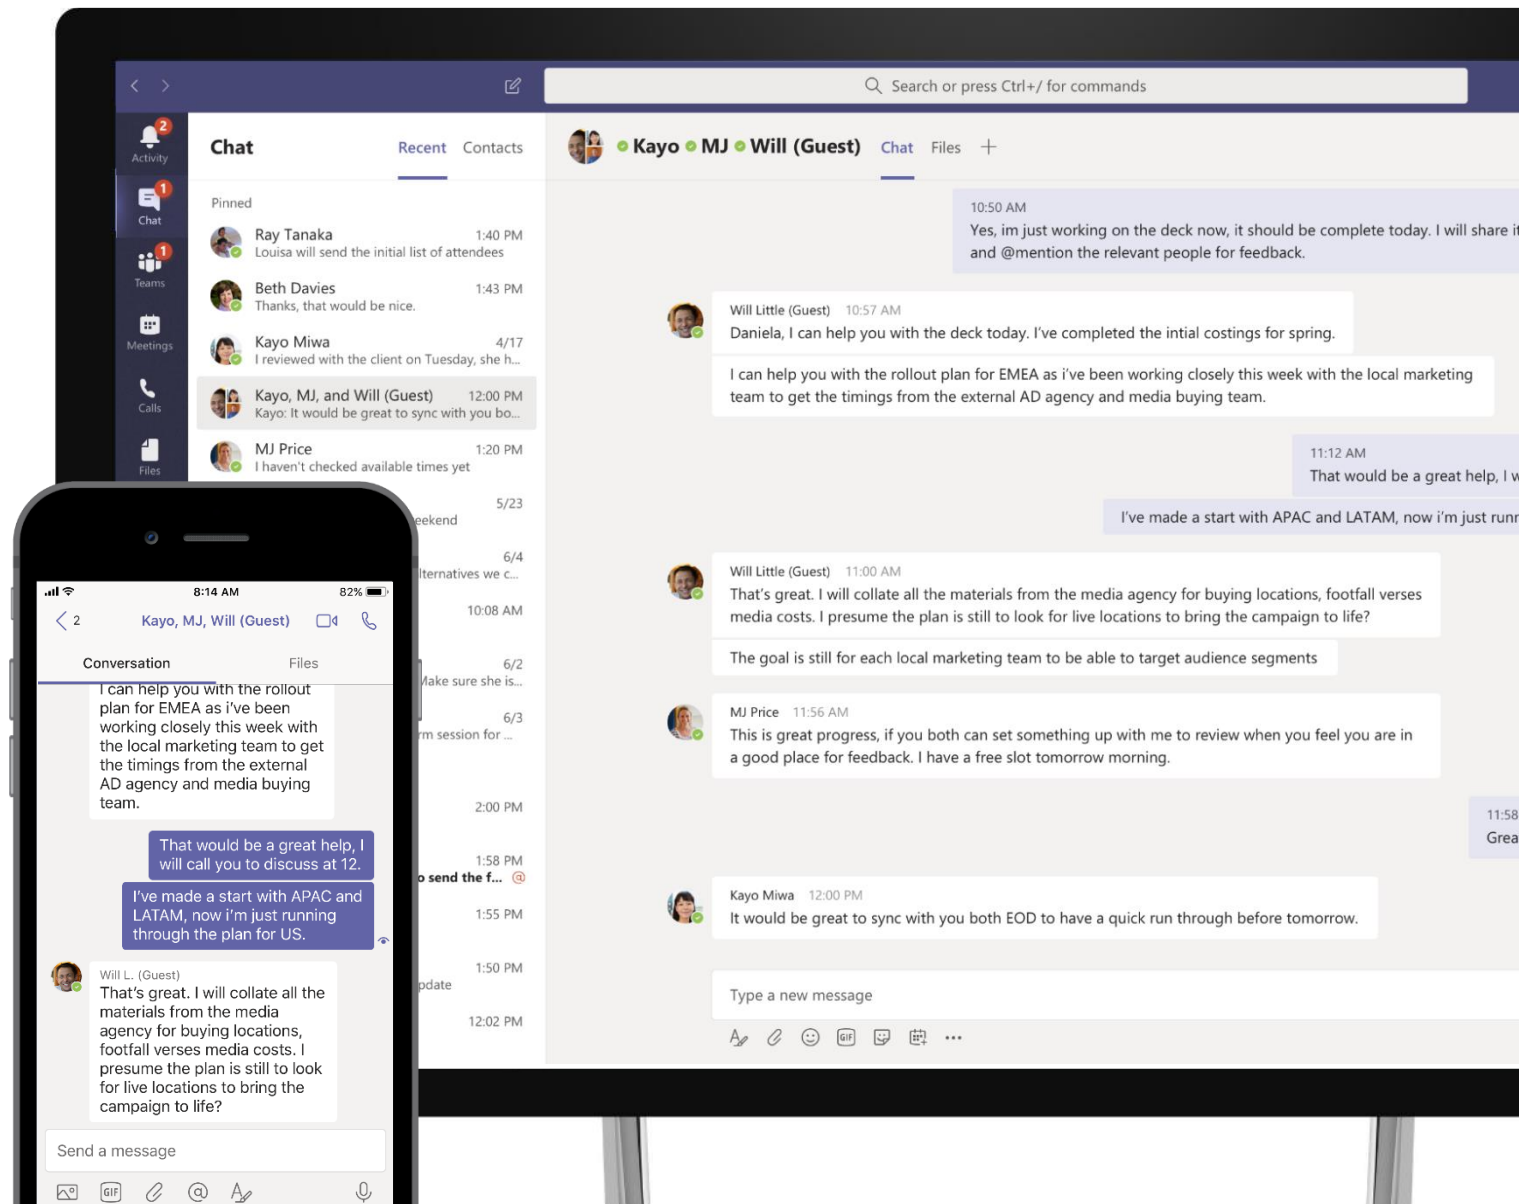 Search or press Ctrl+/ for commands
2
Activity
1
Chat
1
Teams
Meetings
Calls
Files
Chat
Recent
Contacts
Pinned
Ray Tanaka
1:40 PM
Louisa will send the initial list of attendees
Beth Davies
1:43 PM
Thanks, that would be nice.
Kayo Miwa
4/17
I reviewed with the client on Tuesday, she h...
Kayo, MJ, and Will (Guest)
12:00 PM
Kayo: It would be great to sync with you bo...
MJ Price
1:20 PM
I haven't checked available times yet
5/23
eekend
6/4
lternatives we c...
10:08 AM
6/2
Make sure she is...
6/3
rm session for ...
2:00 PM
1:58 PM
o send the f... @
1:55 PM
1:50 PM
pdate
12:02 PM
Kayo MJ Will (Guest)
Chat
Files
10:50 AM
Yes, im just working on the deck now, it should be complete today. I will share it
and @mention the relevant people for feedback.
Will Little (Guest) 10:57 AM
Daniela, I can help you with the deck today. I've completed the intial costings for spring.
I can help you with the rollout plan for EMEA as i've been working closely this week with the local marketing
team to get the timings from the external AD agency and media buying team.
11:12 AM
That would be a great help, I w
I've made a start with APAC and LATAM, now i'm just runn
Will Little (Guest) 11:00 AM
That's great. I will collate all the materials from the media agency for buying locations, footfall verses
media costs. I presume the plan is still to look for live locations to bring the campaign to life?
The goal is still for each local marketing team to be able to target audience segments
MJ Price 11:56 AM
This is great progress, if you both can set something up with me to review when you feel you are in
a good place for feedback. I have a free slot tomorrow morning.
11:58
Grea
Kayo Miwa 12:00 PM
It would be great to sync with you both EOD to have a quick run through before tomorrow.
Type a new message
GIF
8:14 AM
82%
2
Kayo, MJ, Will (Guest)
Conversation
Files
I can help you with the rollout
plan for EMEA as i've been
working closely this week with
the local marketing team to get
the timings from the external
AD agency and media buying
team.
That would be a great help, I
will call you to discuss at 12.
I've made a start with APAC and
LATAM, now i'm just running
through the plan for US.
Will L. (Guest)
That's great. I will collate all the
materials from the media
agency for buying locations,
footfall verses media costs. I
presume the plan is still to look
for live locations to bring the
campaign to life?
Send a message
GIF
@